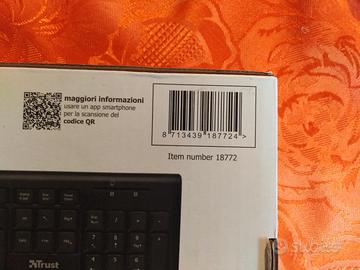 maggiori informazioni
usare un app smartphone
per la scansione del
codice QR
8 713439 187724 >
Item number 18772
Trust
SUbito